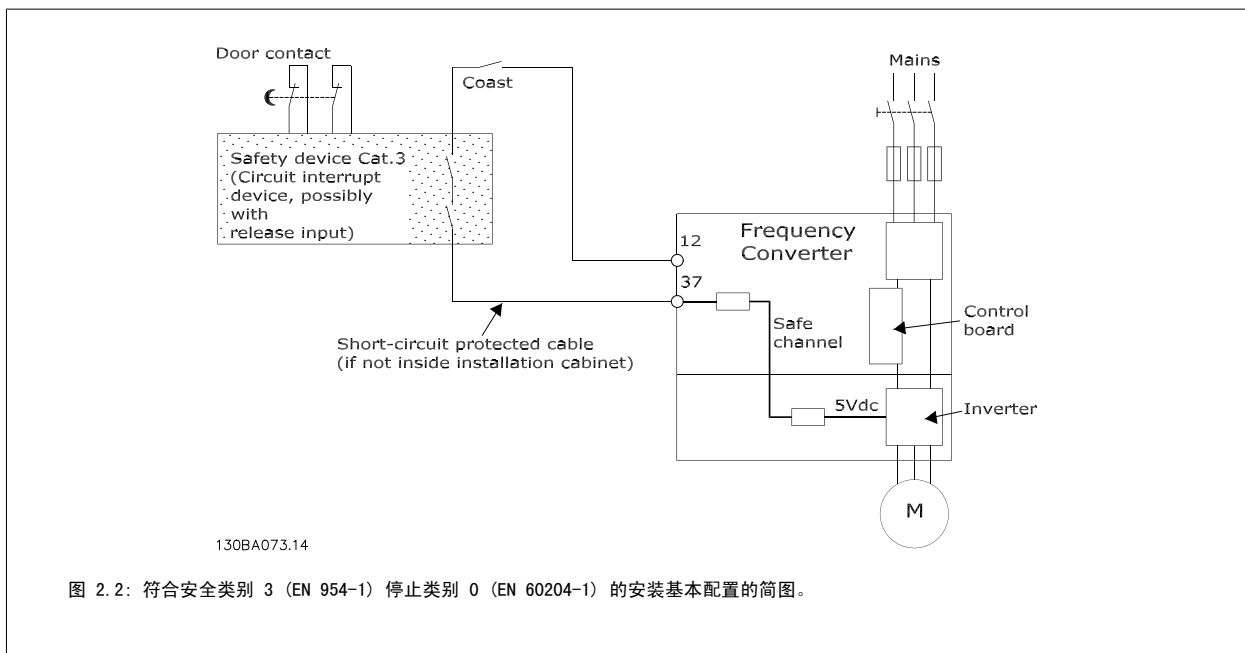 Door contact
Coast
Mains
Safety device Cat.3
(Circuit interrupt
device, possibly
with
release input)
12
Frequency
Converter
37
Safe
channel
Control
board
Short-circuit protected cable
(if not inside installation cabinet)
5Vdc
Inverter
M
130BA073.14
图 2.2: 符合安全类别 3 (EN 954-1) 停止类别 0 (EN 60204-1) 的安装基本配置的简图。